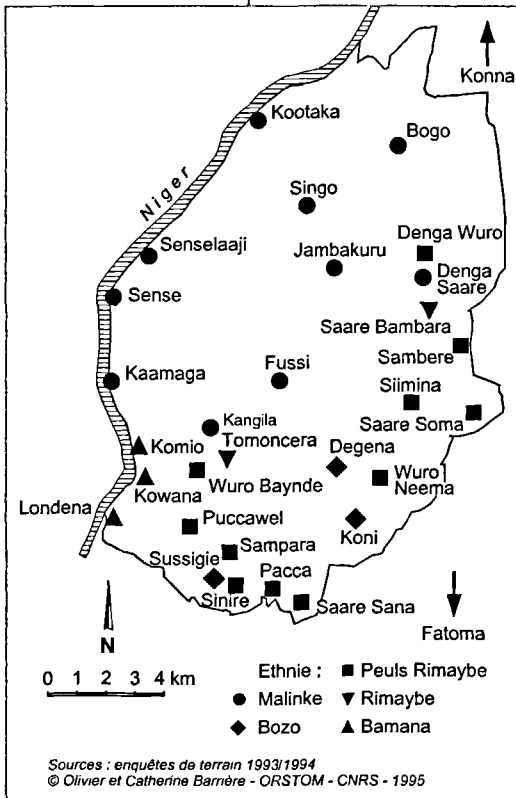 Konna
Kootaka
Bogo
Niger
Singo
Senselaaji
Denga Wuro
Jambakuru
Denga
Saare
Sense
Saare Bambara
Sambere
Fussi
Siimina
Kaamaga
Saare Soma
Kangila
Komio
Tomoncera
Degena
Kowana
Wuro Baynde
Wuro
Neema
Londena
Puccawel
Koni
Sampara
Sussigie
Pacca
Sinire
Saare Sana
N
Fatoma
0 1 2 3 4 km
Ethnie : Peuls Rimaybe
Malinke Rimaybe
Bozo Bamana
Sources : enquêtes de terrain 1993/1994
© Olivier et Catherine Barrière - ORSTOM - CNRS - 1995